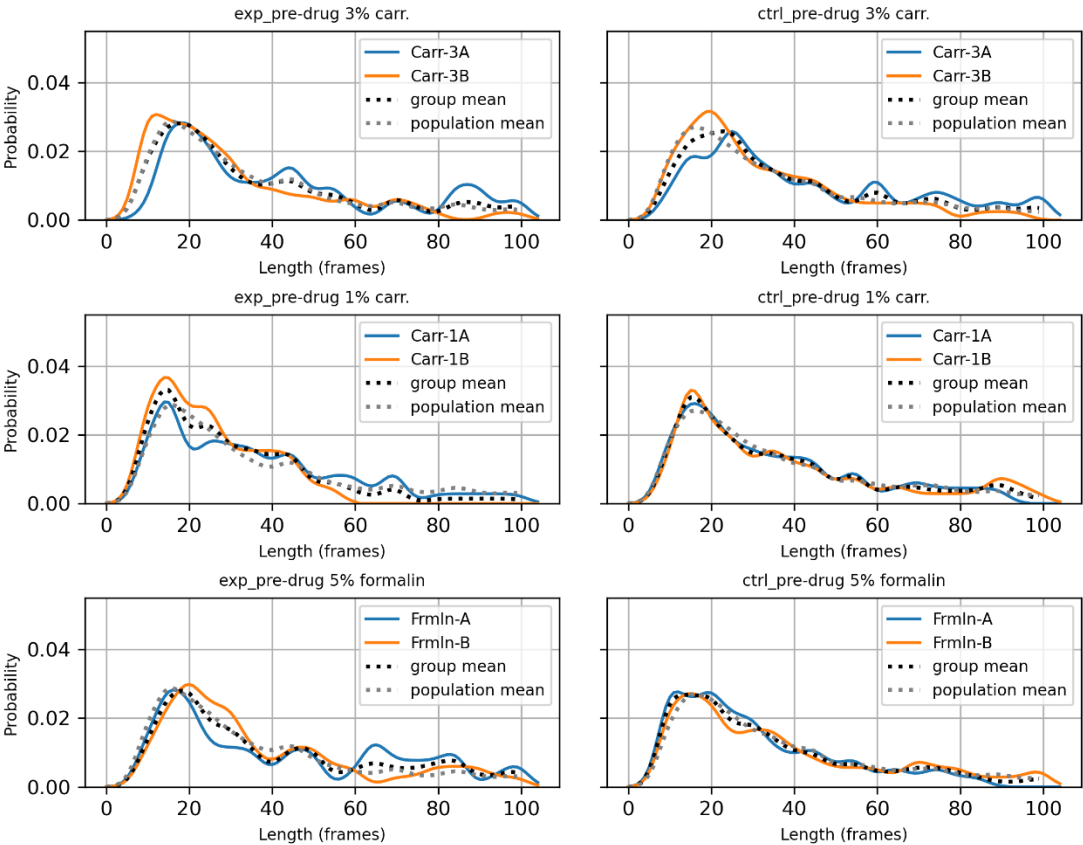 exp_pre-drug 3% carr.
Probability
0.04
0.02
0.00
Carr-3A
Carr-3B
group mean
population mean
0 20 40 60 80 100
Length (frames)
ctrl_pre-drug 3% carr.
Carr-3A
Carr-3B
group mean
population mean
0 20 40 60 80 100
Length (frames)
exp_pre-drug 1% carr.
Probability
0.04
0.02
0.00
Carr-1A
Carr-1B
group mean
population mean
0 20 40 60 80 100
Length (frames)
ctrl_pre-drug 1% carr.
Carr-1A
Carr-1B
group mean
population mean
0 20 40 60 80 100
Length (frames)
exp_pre-drug 5% formalin
Probability
0.04
0.02
0.00
Frmln-A
Frmln-B
group mean
population mean
0 20 40 60 80 100
Length (frames)
ctrl_pre-drug 5% formalin
Frmln-A
Frmln-B
group mean
population mean
0 20 40 60 80 100
Length (frames)